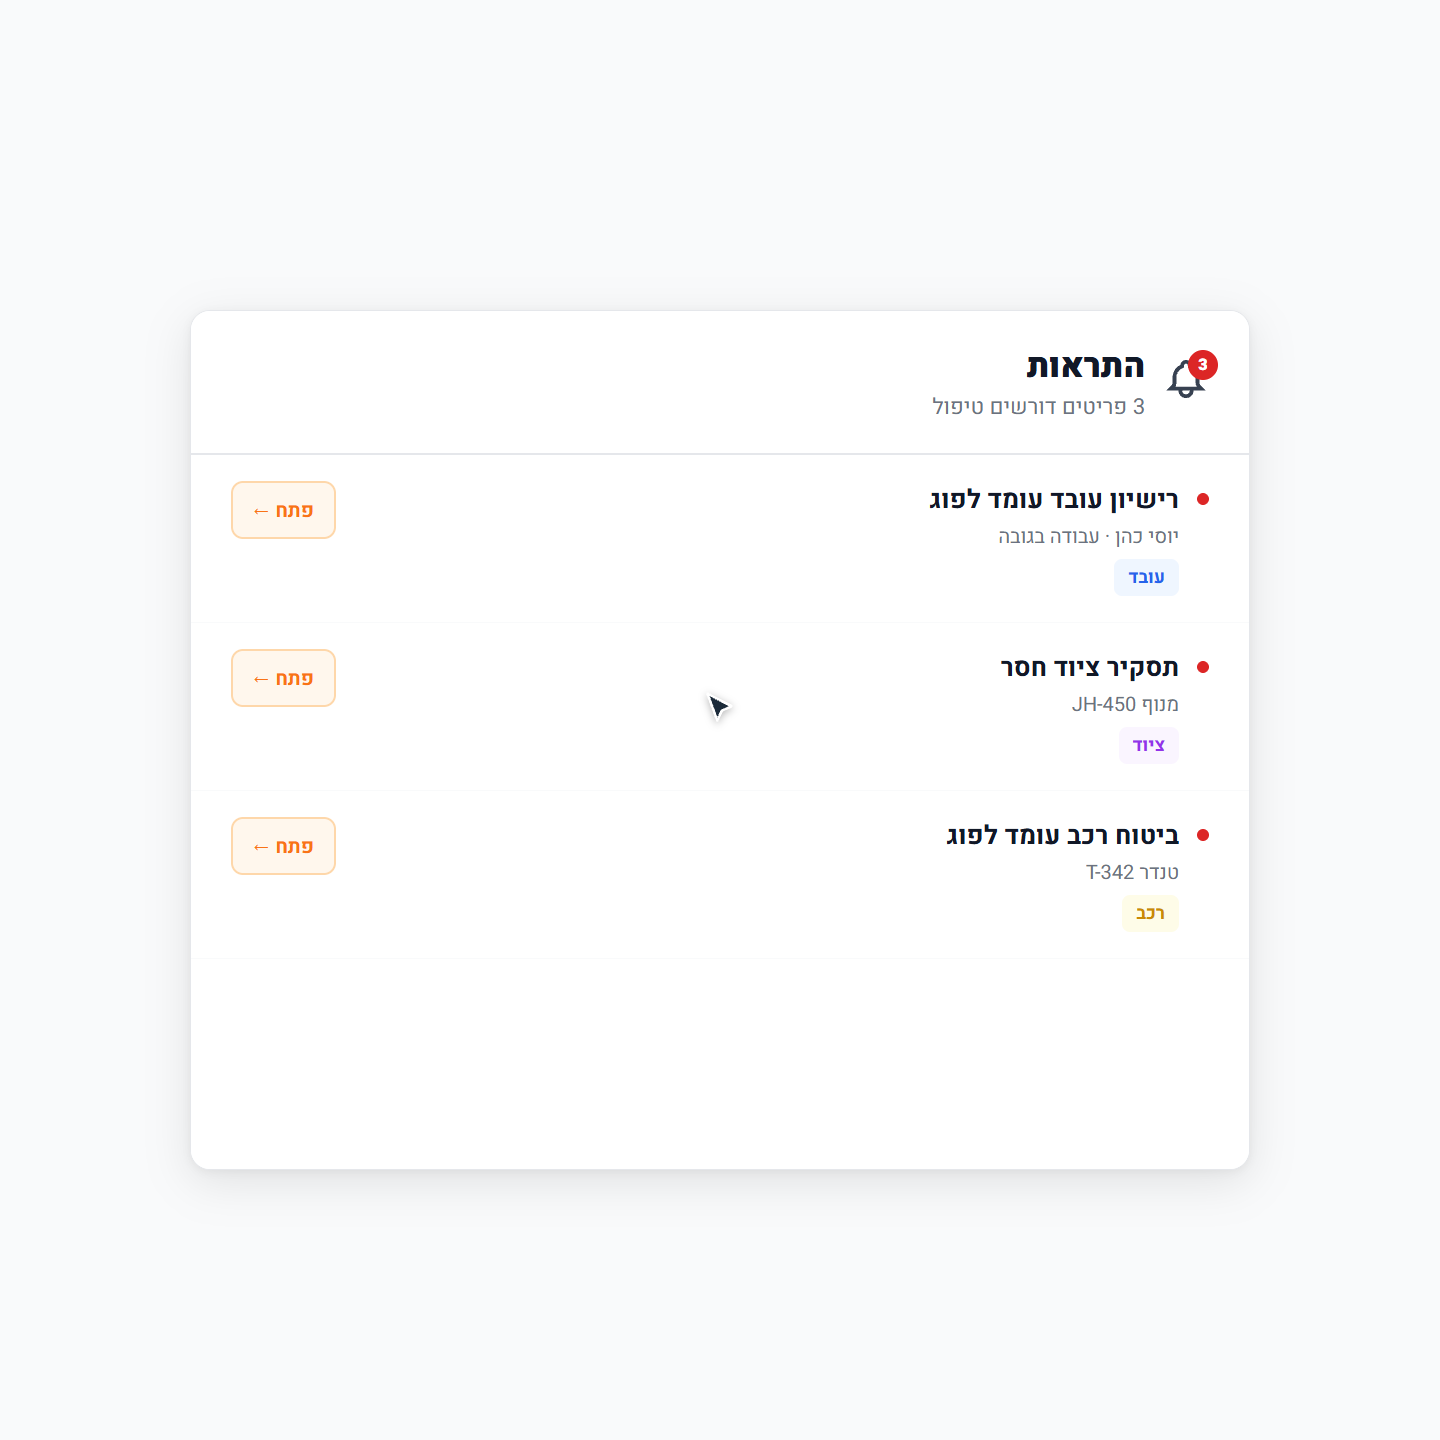 3
התראות
3 פריטים דורשים טיפול
רישיון עובד עומד לפוג
יוסי כהן · עבודה בגובה
עובד
פתח ←
תסקיר ציוד חסר
מנוף JH-450
ציוד
פתח ←
ביטוח רכב עומד לפוג
טנדר T-342
רכב
פתח ←